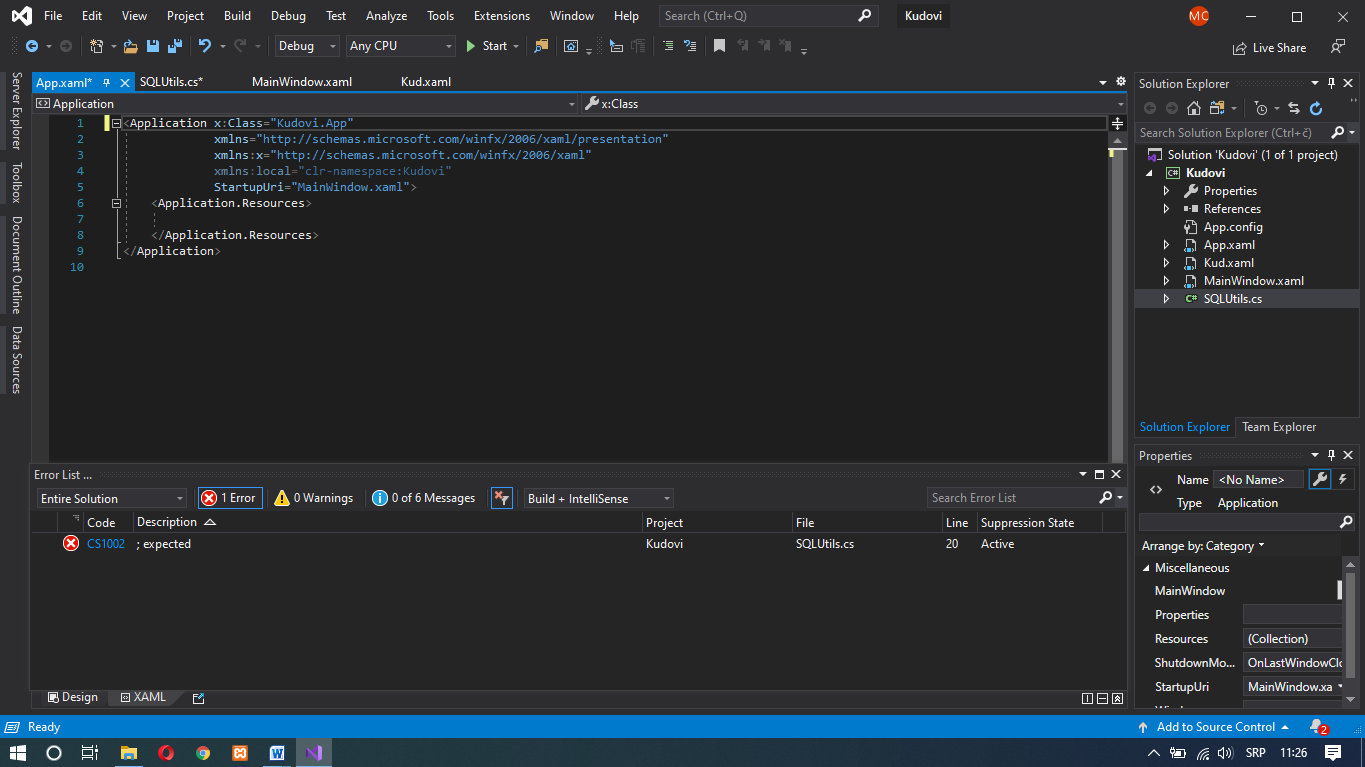 File Edit View Project Build Debug Test Analyze Tools Extensions Window Help Search (Ctrl+Q) Kudovi MC
Debug Any CPU Start Live Share
App.xaml* SQLUtils.cs* MainWindow.xaml Kud.xaml
Application x:Class
1 <Application x:Class="Kudovi.App"
2 xmlns="http://schemas.microsoft.com/winfx/2006/xaml/presentation"
3 xmlns:x="http://schemas.microsoft.com/winfx/2006/xaml"
4 xmlns:local="clr-namespace:Kudovi"
5 StartupUri="MainWindow.xaml">
6 <Application.Resources>
7
8 </Application.Resources>
9 </Application>
10
Server Explorer
Toolbox
Document Outline
Data Sources
Solution Explorer
Search Solution Explorer (Ctrl+č)
Solution 'Kudovi' (1 of 1 project)
Kudovi
Properties
References
App.config
App.xaml
Kud.xaml
MainWindow.xaml
SQLUtils.cs
Solution Explorer Team Explorer
Error List ...
Entire Solution 1 Error 0 Warnings 0 of 6 Messages Build + IntelliSense Search Error List
Code Description Project File Line Suppression State
CS1002 ; expected Kudovi SQLUtils.cs 20 Active
Design XAML
Properties
Name <No Name>
Type Application
Arrange by: Category
Miscellaneous
MainWindow
Properties
Resources (Collection)
ShutdownMo... OnLastWindowClo
StartupUri MainWindow.xa
Ready Add to Source Control 2
SRP 11:26